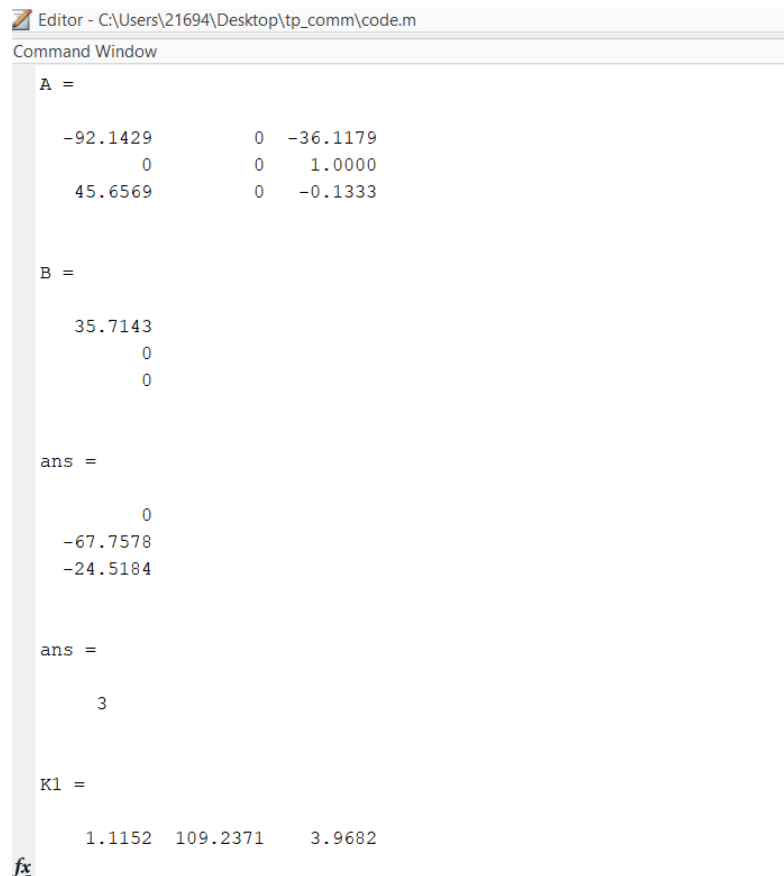 Editor - C:\Users\21694\Desktop\tp_comm\code.m
Command Window
A =
-92.1429 0 -36.1179
0 0 1.0000
45.6569 0 -0.1333
B =
35.7143
0
0
ans =
0
-67.7578
-24.5184
ans =
3
K1 =
1.1152 109.2371 3.9682
fx